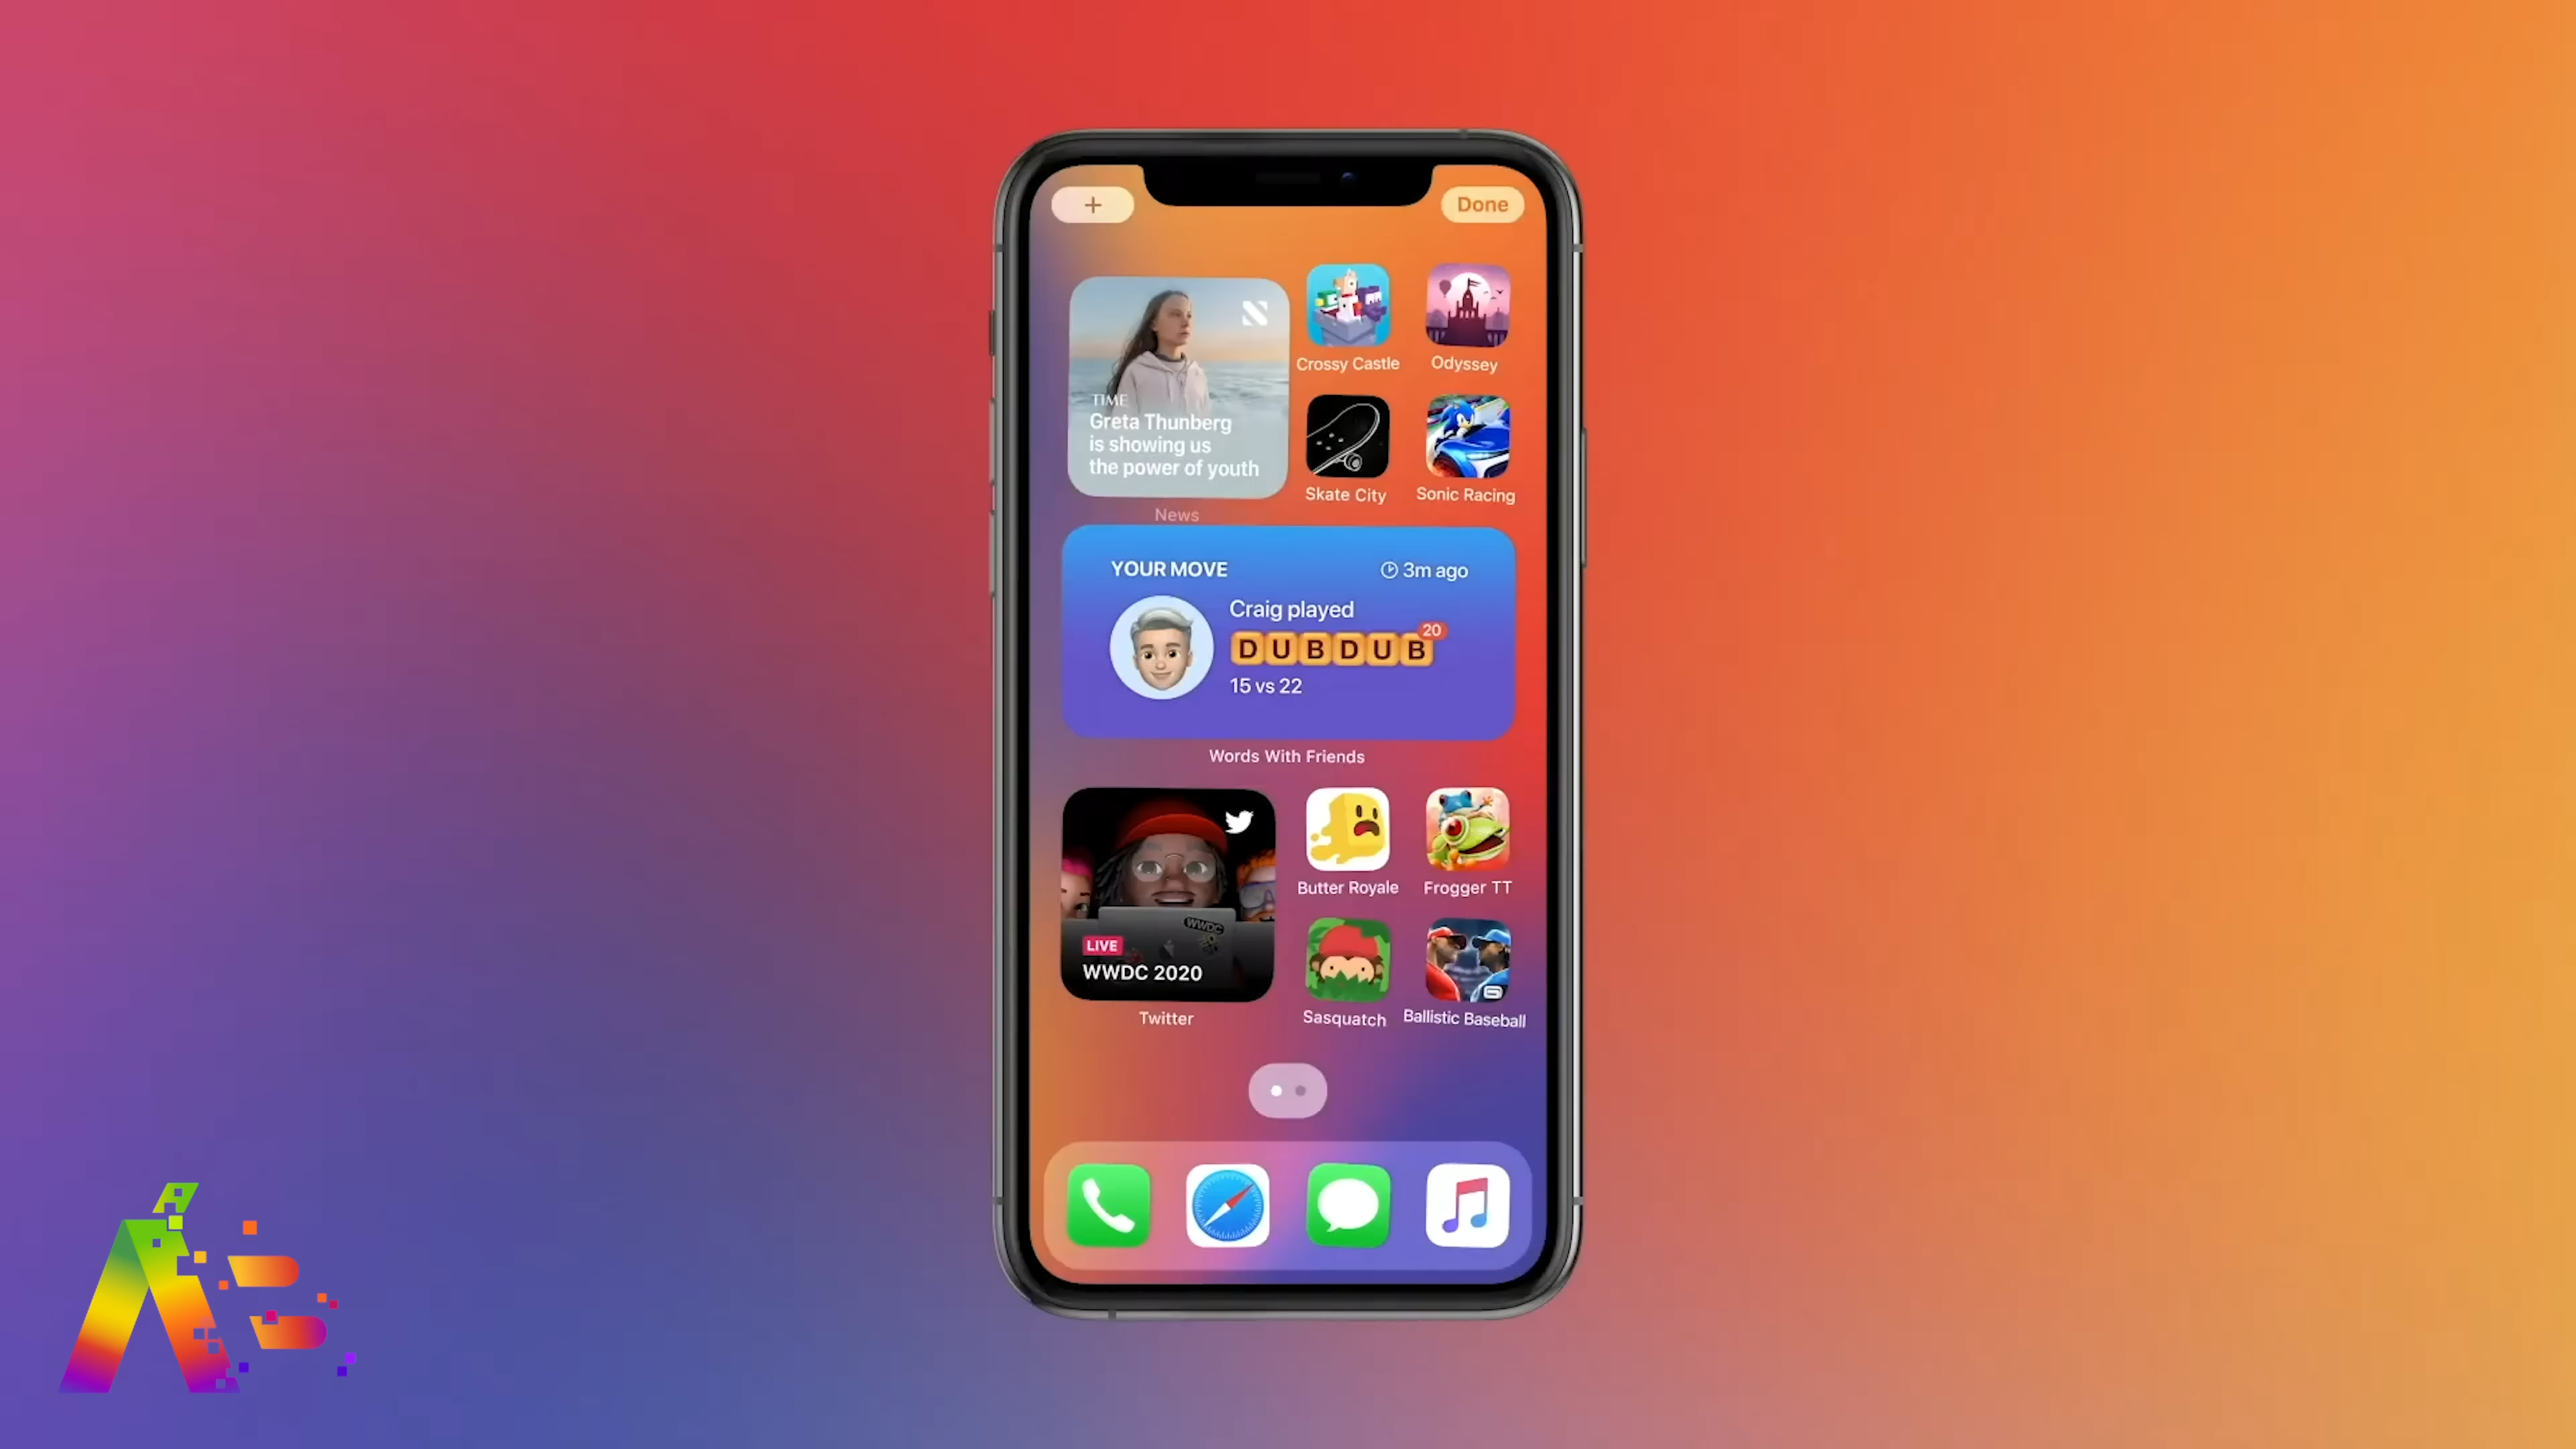 +
Done
TIME
Greta Thunberg
is showing us
the power of youth
News
Crossy Castle
Odyssey
Skate City
Sonic Racing
YOUR MOVE
3m ago
Craig played
DUBDUB
20
15 vs 22
Words With Friends
WWDC
LIVE
WWDC 2020
Twitter
Butter Royale
Frogger TT
Sasquatch
Ballistic Baseball